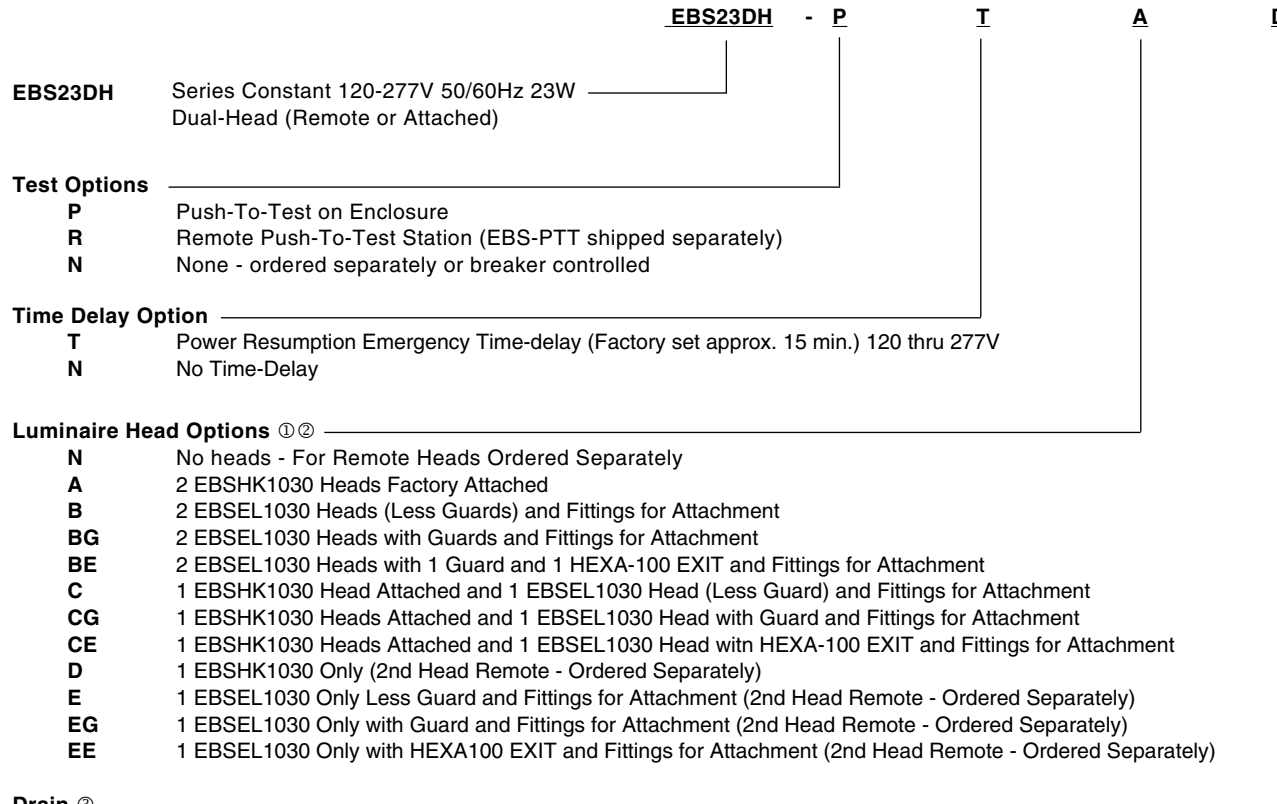 EBS23DH - P T A
EBS23DH Series Constant 120-277V 50/60Hz 23W
Dual-Head (Remote or Attached)
Test Options
P Push-To-Test on Enclosure
R Remote Push-To-Test Station (EBS-PTT shipped separately)
N None - ordered separately or breaker controlled
Time Delay Option
T Power Resumption Emergency Time-delay (Factory set approx. 15 min.) 120 thru 277V
N No Time-Delay
Luminaire Head Options ①②
N No heads - For Remote Heads Ordered Separately
A 2 EBSHK1030 Heads Factory Attached
B 2 EBSEL1030 Heads (Less Guards) and Fittings for Attachment
BG 2 EBSEL1030 Heads with Guards and Fittings for Attachment
BE 2 EBSEL1030 Heads with 1 Guard and 1 HEXA-100 EXIT and Fittings for Attachment
C 1 EBSHK1030 Head Attached and 1 EBSEL1030 Head (Less Guard) and Fittings for Attachment
CG 1 EBSHK1030 Heads Attached and 1 EBSEL1030 Head with Guard and Fittings for Attachment
CE 1 EBSHK1030 Heads Attached and 1 EBSEL1030 Head witn HEXA-100 EXIT and Fittings for Attachment
D 1 EBSHK1030 Only (2nd Head Remote - Ordered Separately)
E 1 EBSEL1030 Only Less Guard and Fittings for Attachment (2nd Head Remote - Ordered Separately)
EG 1 EBSEL1030 Only with Guard and Fittings for Attachment (2nd Head Remote - Ordered Separately)
EE 1 EBSEL1030 Only with HEXA100 EXIT and Fittings for Attachment (2nd Head Remote - Ordered Separately)
Drain